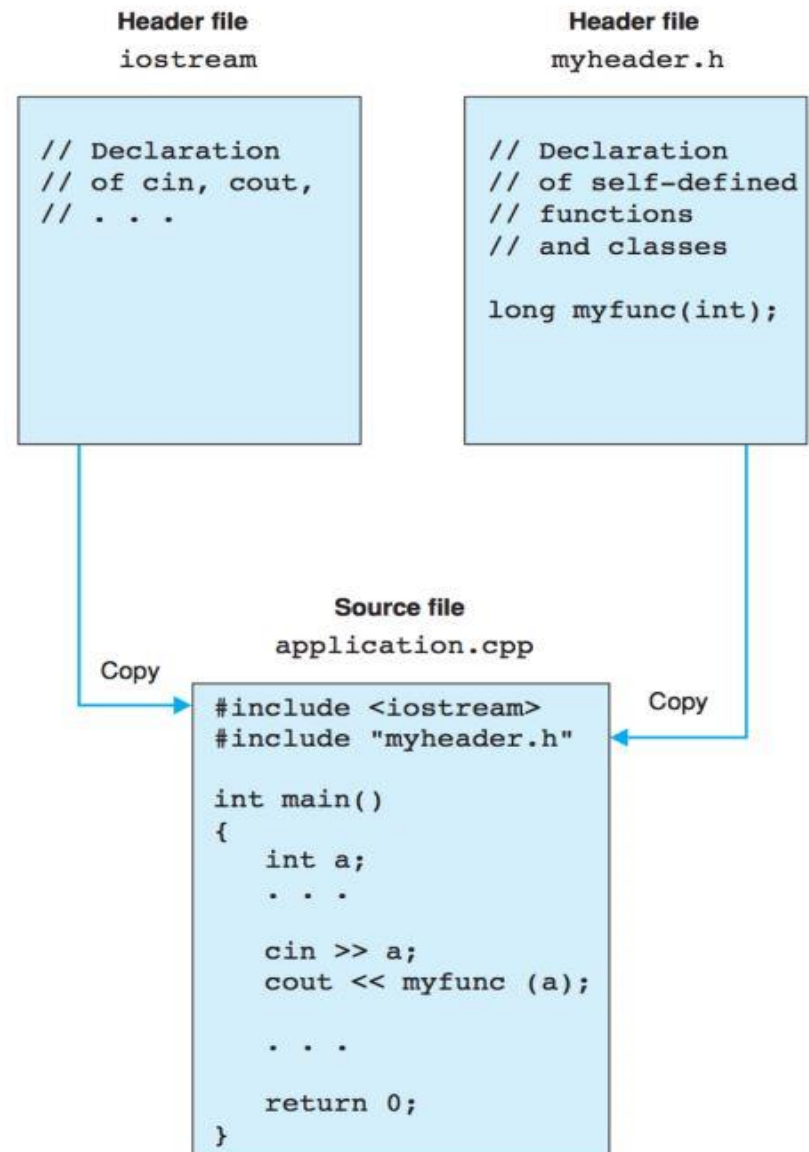 Header file
iostream
// Declaration
// of cin, cout,
// . . .
Header file
myheader.h
// Declaration
// of self-defined
// functions
// and classes
long myfunc(int);
Source file
application.cpp
Copy
Copy
#include <iostream>
#include "myheader.h"
int main()
{
int a;
. . .
cin >> a;
cout << myfunc (a);
. . .
return 0;
}